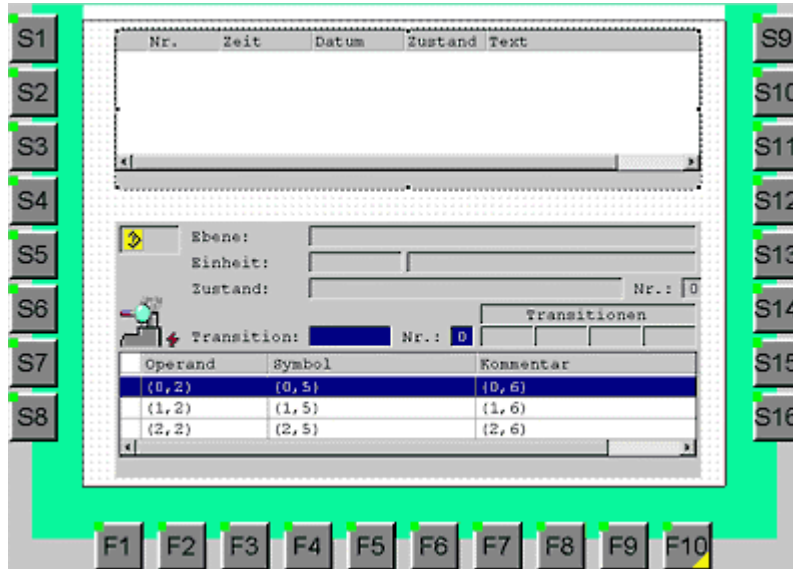 S1
S2
S3
S4
S5
S6
S7
S8
Nr. Zeit Datum Zustand Text
Ebene:
Einheit:
Zustand: Nr.: 0
Transitionen
Transition: Nr.: 0
Operand Symbol Kommentar
(0,2) (0,5) (0,6)
(1,2) (1,5) (1,6)
(2,2) (2,5) (2,6)
S9
S10
S11
S12
S13
S14
S15
S16
F1 F2 F3 F4 F5 F6 F7 F8 F9 F10